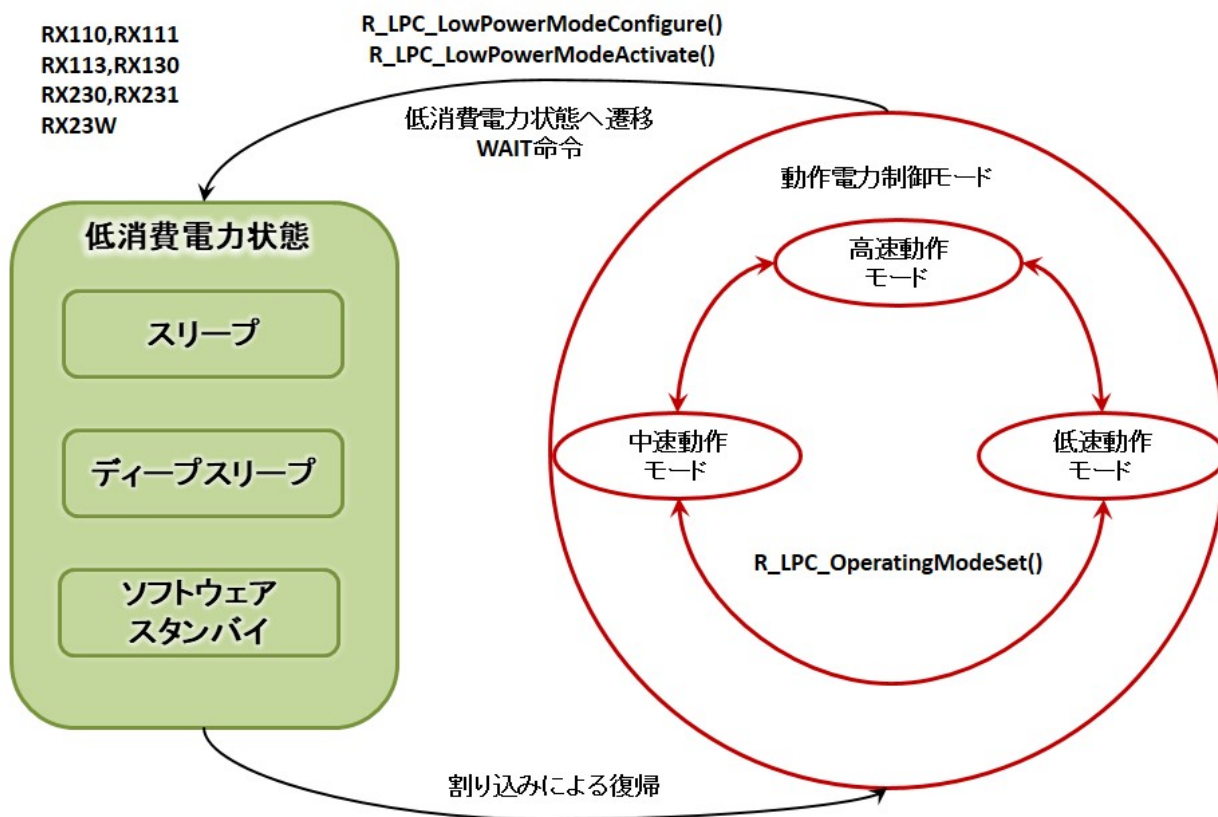 RX110,RX111
RX113,RX130
RX230,RX231
RX23W
R_LPC_LowPowerModeConfigure()
R_LPC_LowPowerModeActivate()
低消費電力状態へ遷移
WAIT命令
低消費電力状態
スリープ
ディープスリープ
ソフトウェア
スタンバイ
動作電力制御モード
高速動作
モード
中速動作
モード
低速動作
モード
R_LPC_OperatingModeSet()
割り込みによる復帰